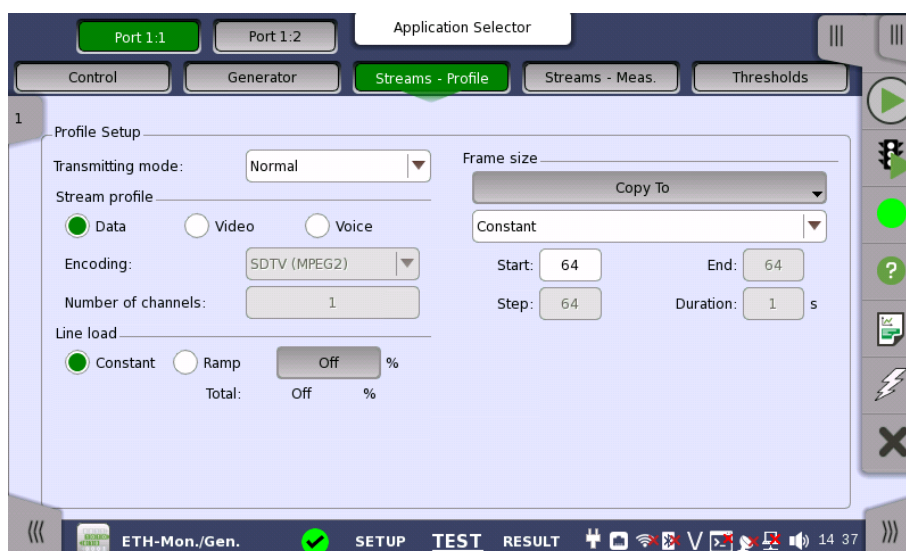 Application Selector
Port 1:1 Port 1:2
Control Generator Streams - Profile Streams - Meas. Thresholds
1
Profile Setup
Transmitting mode: Normal
Frame size
Copy To
Stream profile
Data Video Voice
Constant
Encoding: SDTV (MPEG2)
Start: 64 End: 64
Number of channels: 1
Step: 64 Duration: 1 s
Line load
Constant Ramp Off %
Total: Off %
ETH-Mon./Gen. SETUP TEST RESULT 14 37